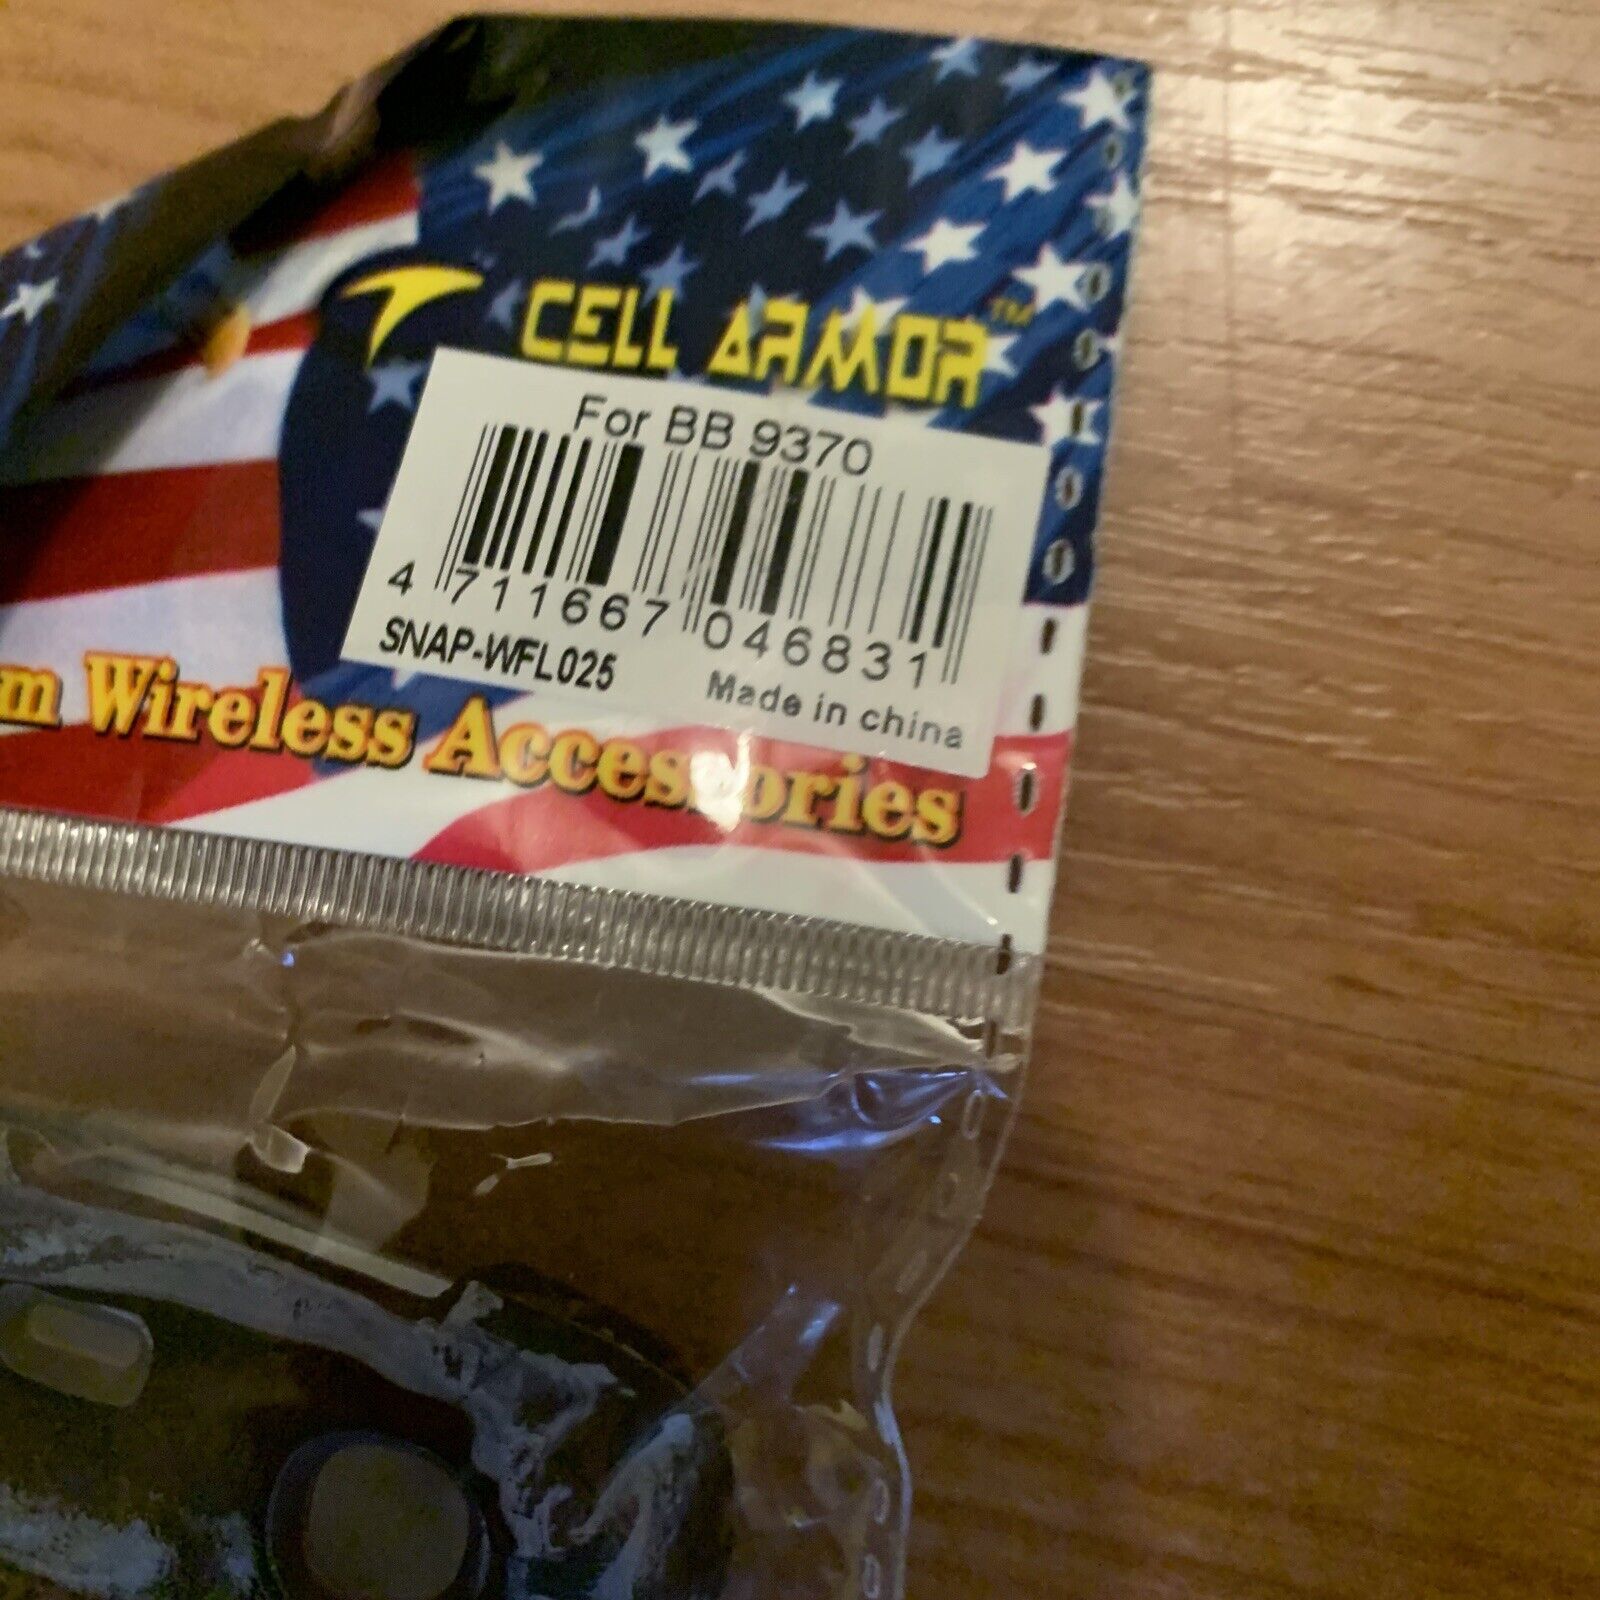 CELL ARMOR™
For BB 9370
4 711667 046831
SNAP-WFL025
Made in china
Wireless Accessories